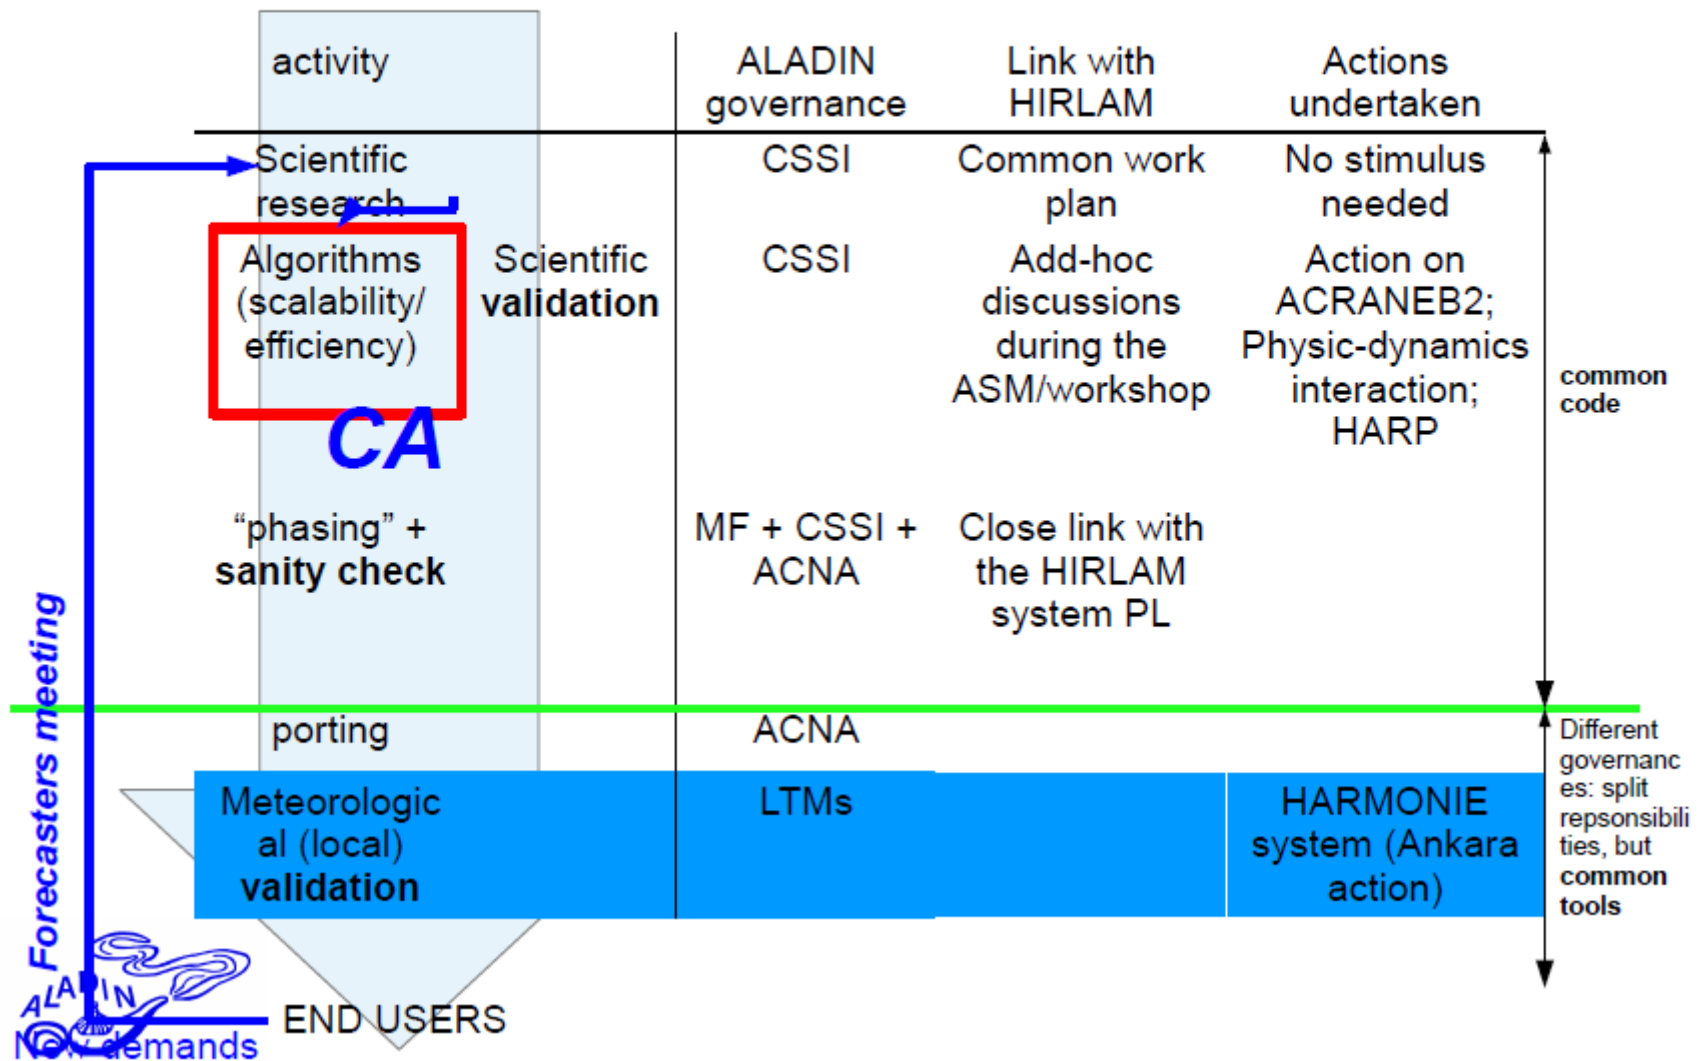 activity
ALADIN
governance
Link with
HIRLAM
Actions
undertaken
Scientific
research
CSSI
Common work
plan
No stimulus
needed
Algorithms
(scalability/
efficiency)
Scientific
validation
CSSI
Add-hoc
discussions
during the
ASM/workshop
Action on
ACRANEB2;
Physic-dynamics
interaction;
HARP
common
code
CA
"phasing" +
sanity check
MF + CSSI +
ACNA
Close link with
the HIRLAM
system PL
porting
ACNA
Different
governanc
es: split
repsonsibili
ties, but
common
tools
Meteorologic
al (local)
validation
LTMs
HARMONIE
system (Ankara
action)
Forecasters meeting
ALADIN
END USERS
New demands